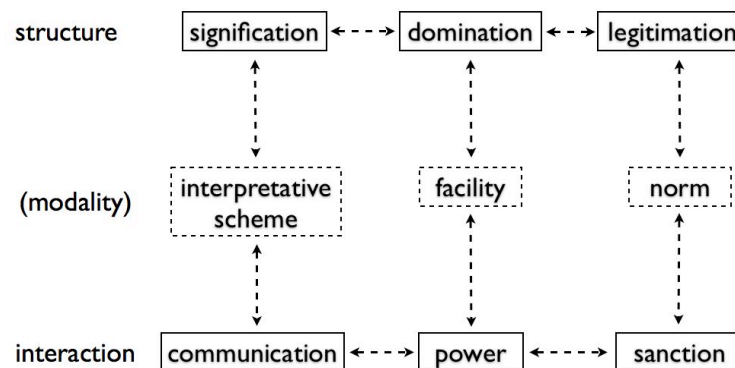 structure signification domination legitimation
(modality) interpretative scheme facility norm
interaction communication power sanction